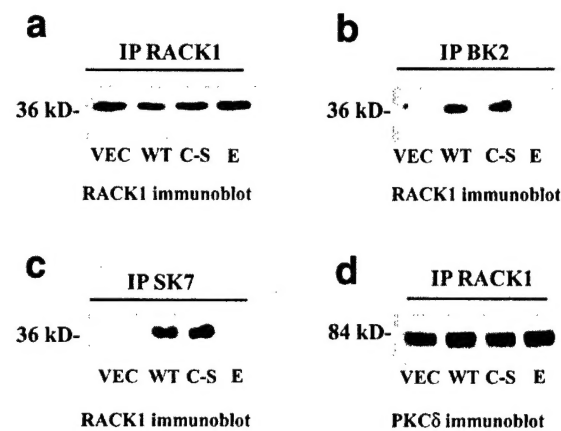 a
IP RACK1
36 kD-
VEC WT C-S E
RACK1 immunoblot
b
IP BK2
36 kD-
VEC WT C-S E
RACK1 immunoblot
c
IP SK7
36 kD-
VEC WT C-S E
RACK1 immunoblot
d
IP RACK1
84 kD-
VEC WT C-S E
PKCδ immunoblot